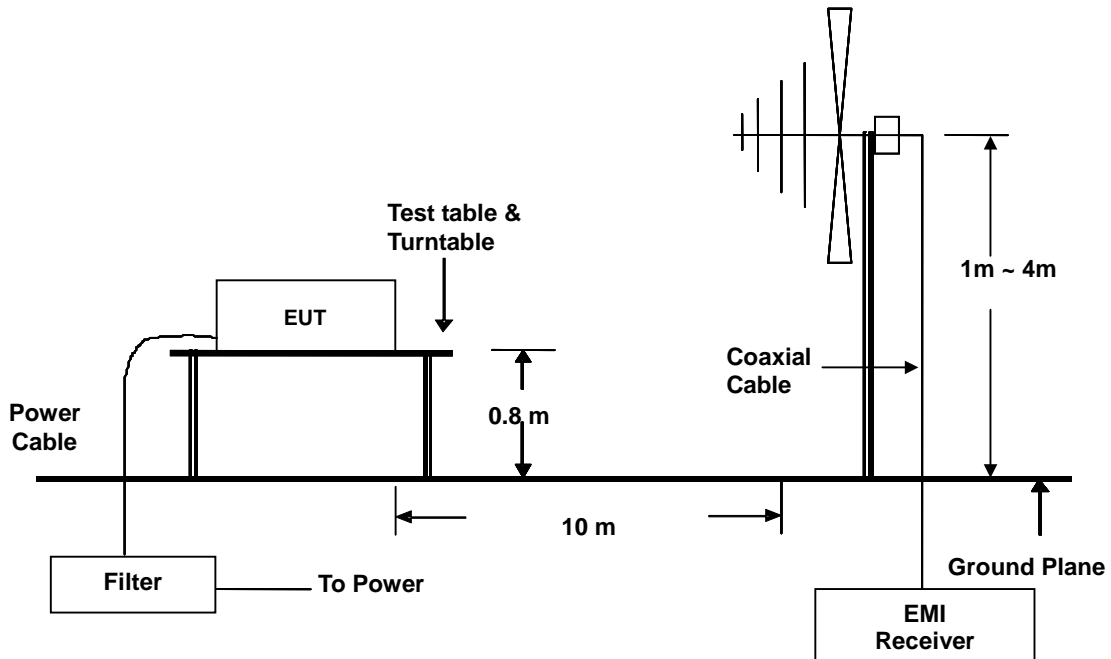 Test table &
Turntable
EUT
1m ~ 4m
Coaxial
Cable
0.8 m
Power
Cable
10 m
Filter
To Power
Ground Plane
EMI
Receiver